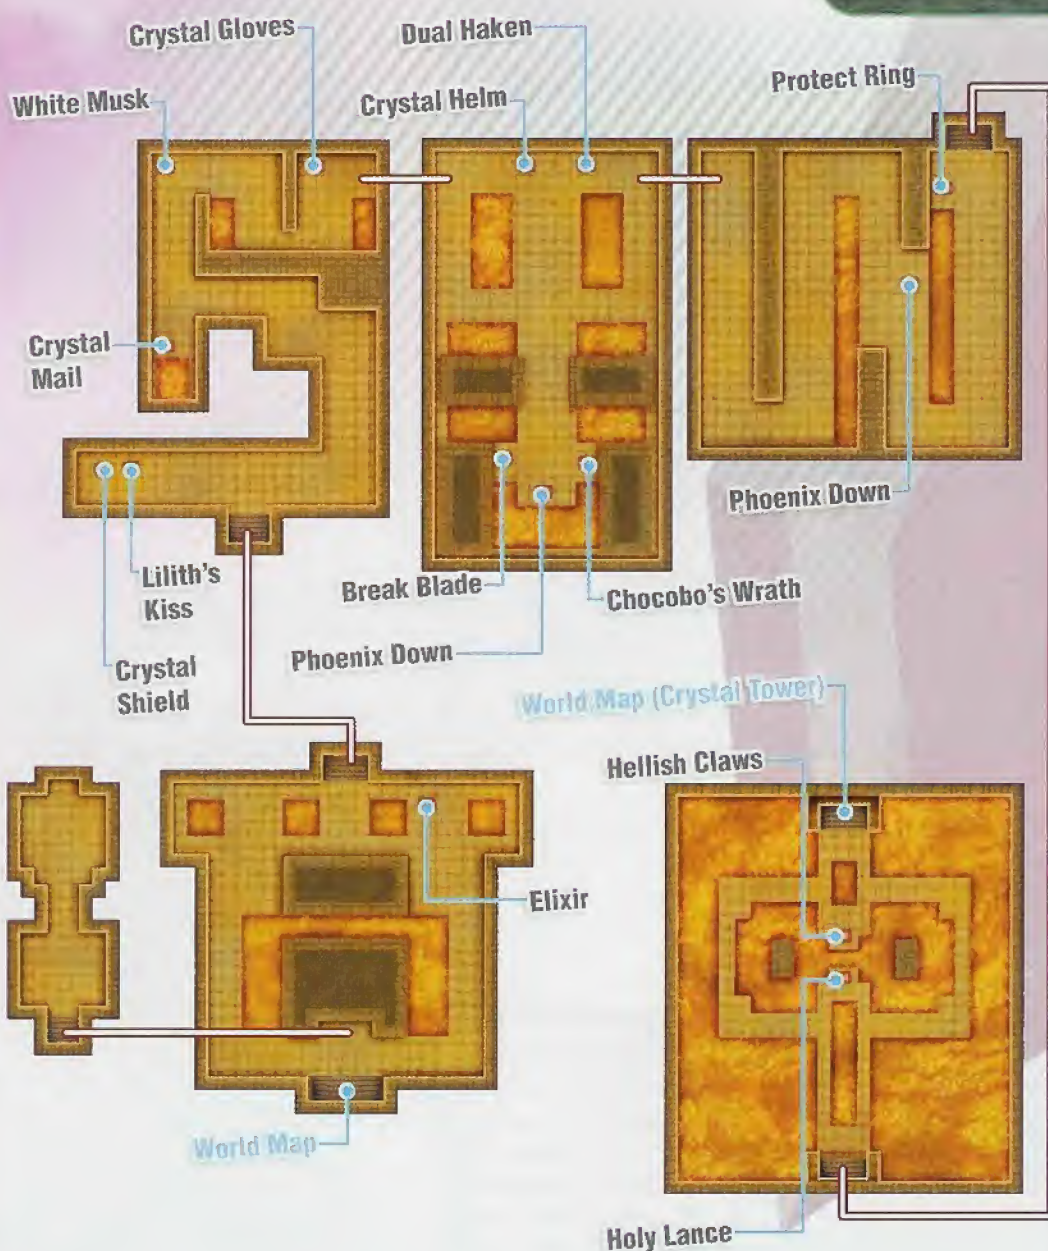 Crystal Gloves
Dual Haken
Protect Ring
White Musk
Crystal Helm
Crystal
Mail
Phoenix Down
Lilith's
Kiss
Break Blade
Chocobo's Wrath
Crystal
Shield
Phoenix Down
World Map (Crystal Tower)
Hellish Claws
Elixir
World Map
Holy Lance